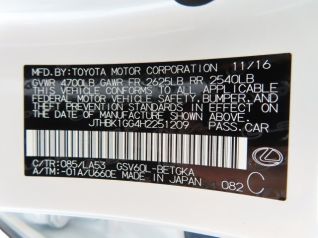 MFD. BY:TOYOTA MOTOR CORPORATION 11/16
GVWR 4700LB GAWR FR 2625LB RR 2540LB
THIS VEHICLE CONFORMS TO ALL APPLICABLE
FEDERAL MOTOR VEHICLE SAFETY, BUMPER, AND
THEFT PREVENTION STANDARDS IN EFFECT ON
THE DATE OF MANUFACTURE SHOWN ABOVE.
JTHBK1GG4H2251209 PASS. CAR
C/TR:085/LA53 GSV60L-BETGKA
A/TM:-01A/U660E MADE IN JAPAN 082 C